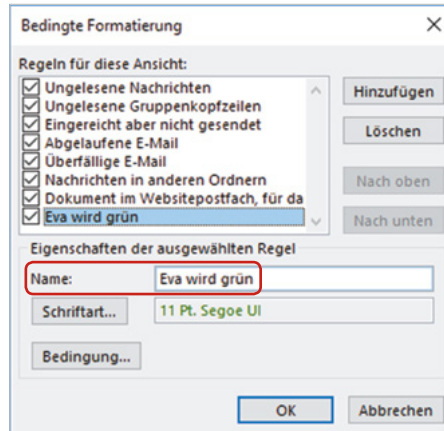 Bedingte Formatierung
Regeln für diese Ansicht:
Ungelesene Nachrichten
Ungelesene Gruppenkopfzeilen
Eingereicht aber nicht gesendet
Abgelaufene E-Mail
Überfällige E-Mail
Nachrichten in anderen Ordnern
Dokument im Websitepostfach, für da
Eva wird grün
Hinzufügen
Löschen
Nach oben
Nach unten
Eigenschaften der ausgewählten Regel
Name: Eva wird grün
Schriftart... 11 Pt. Segoe UI
Bedingung...
OK Abbrechen